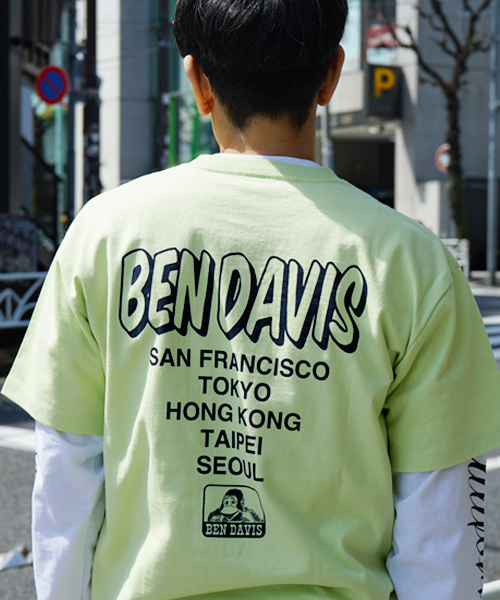 P
BEN DAVIS
SAN FRANCISCO
TOKYO
HONG KONG
TAIPEI
SEOUL
BEN DAVIS